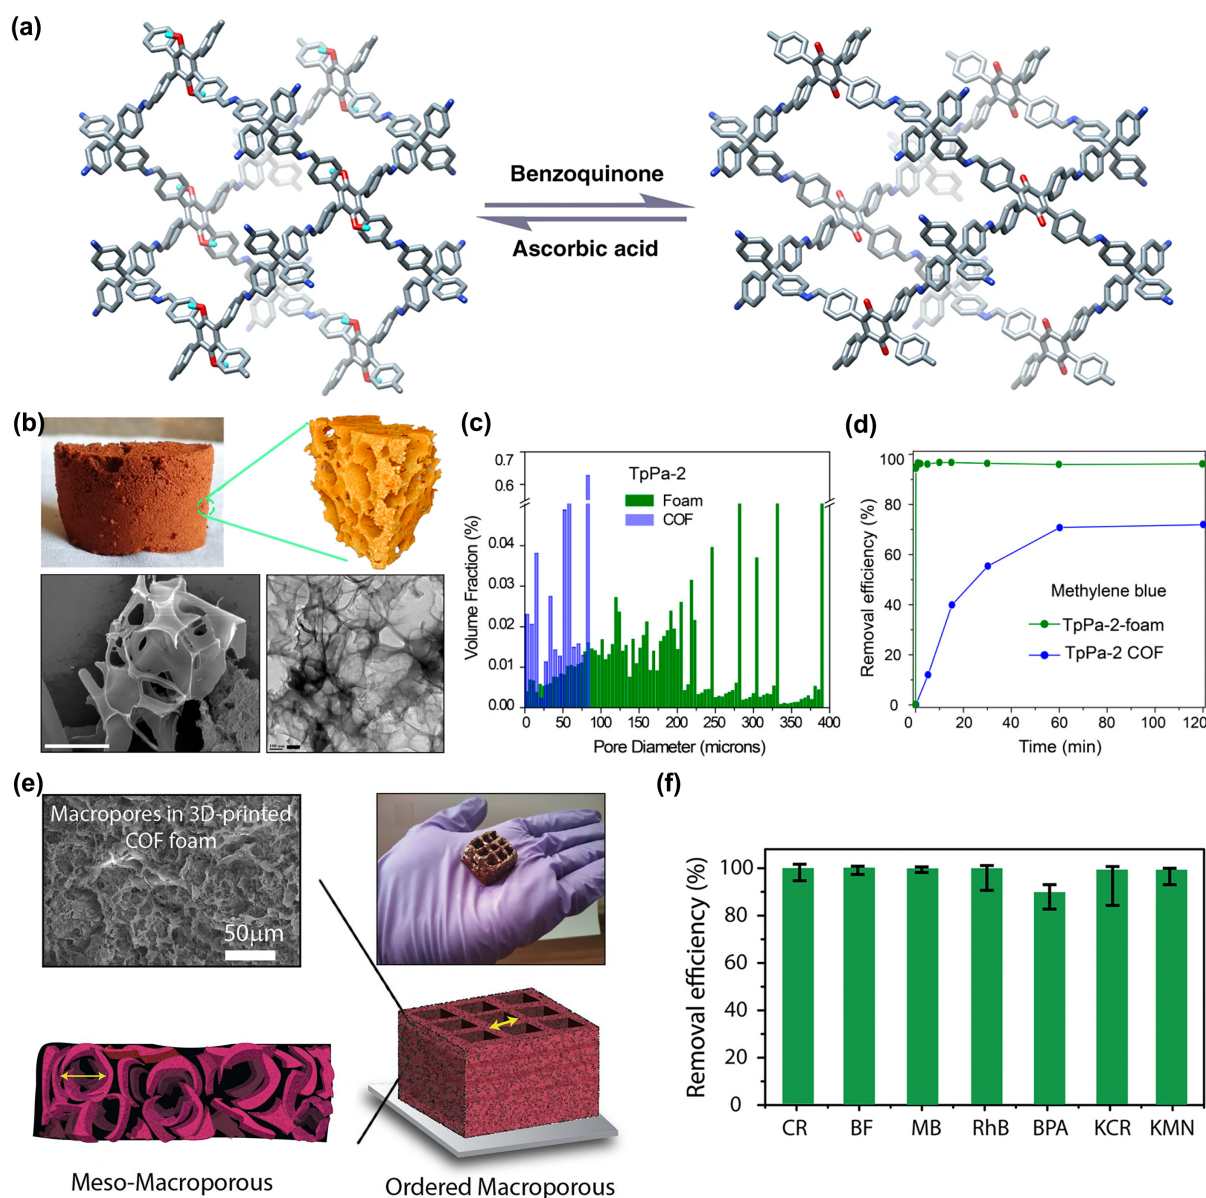 (a)
Benzoquinone
Ascorbic acid
(b)
(c)
0.7
0.6
0.04
0.03
0.02
0.01
0.00
Volume Fraction (%)
TpPa-2
Foam
COF
0
50
100
150
200
250
300
350
400
Pore Diameter (microns)
(d)
100
80
60
40
20
0
Removal efficiency (%)
Methylene blue
TpPa-2-foam
TpPa-2 COF
0
20
40
60
80
100
120
Time (min)
100 nm
(e)
Macropores in 3D-printed
COF foam
50μm
Meso-Macroporous
Ordered Macroporous
(f)
Removal efficiency (%)
100
80
60
40
20
0
CR
BF
MB
RhB
BPA
KCR
KMN